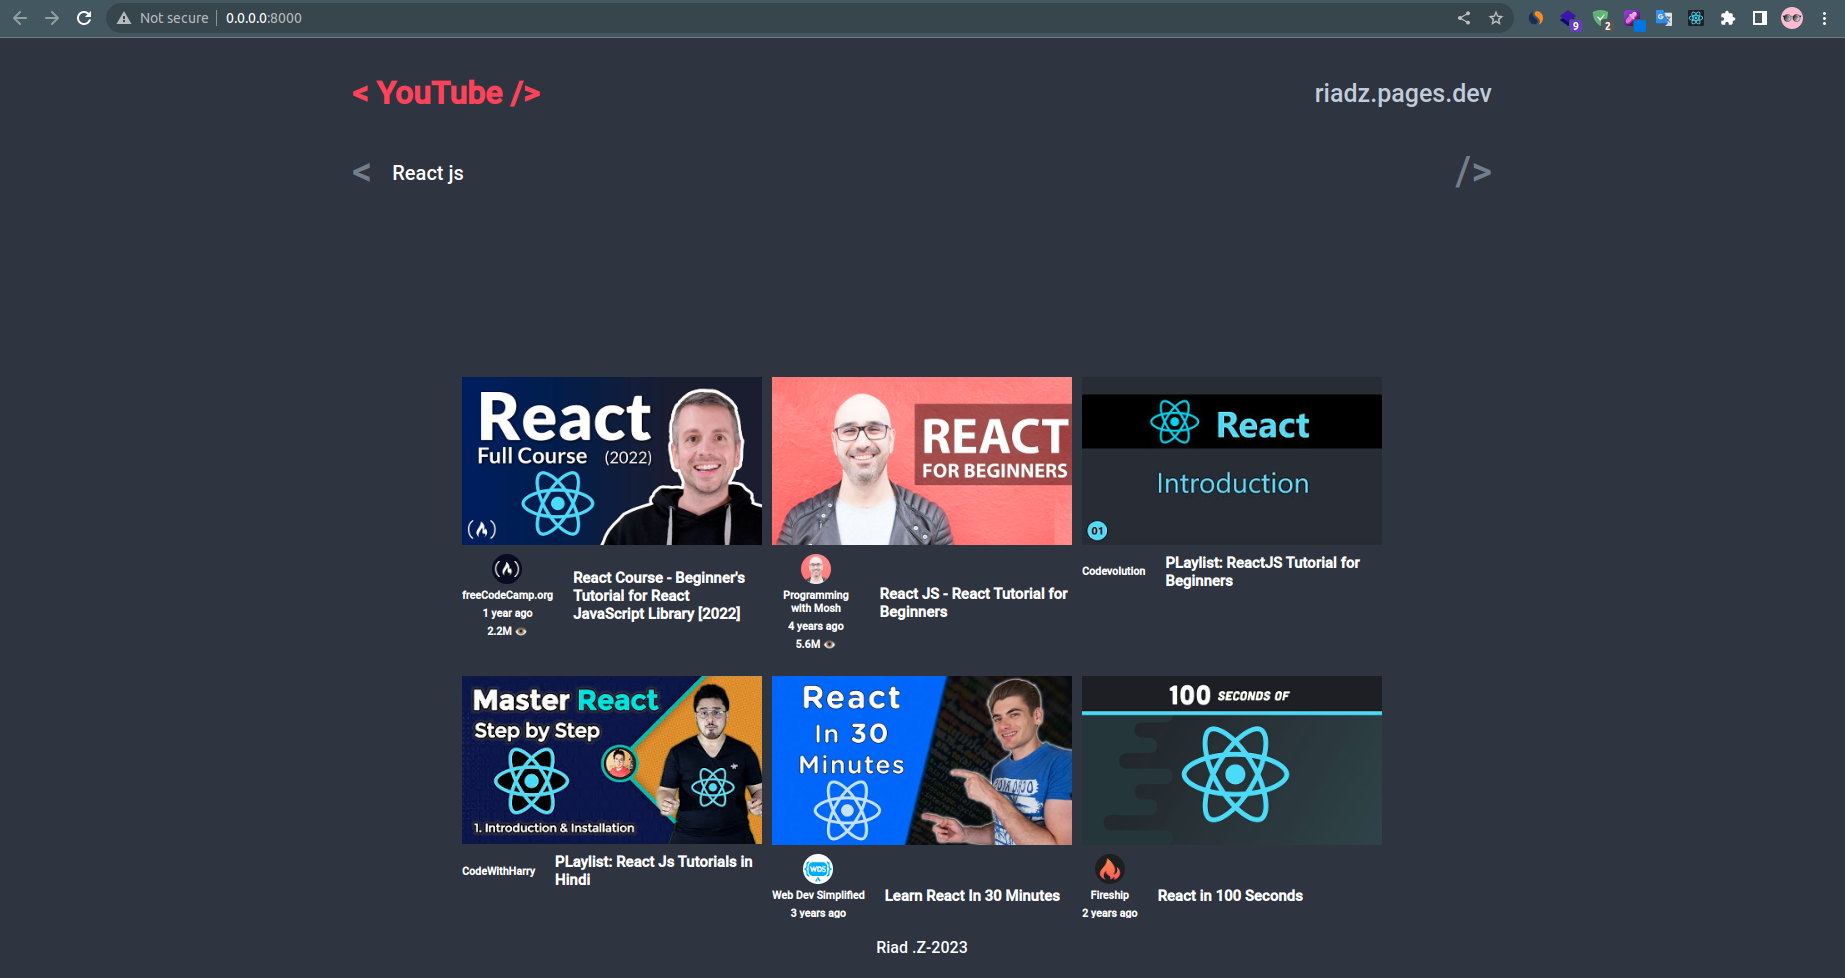 Not secure | 0.0.0.0:8000
9
2
< YouTube />
riadz.pages.dev
< React js />
React
Full Course (2022)
REACT
FOR BEGINNERS
React
Introduction
01
freeCodeCamp.org
1 year ago
2.2M
React Course - Beginner's
Tutorial for React
JavaScript Library [2022]
Programming
with Mosh
4 years ago
5.6M
React JS - React Tutorial for
Beginners
Codevolution
PLaylist: ReactJS Tutorial for
Beginners
Master React
Step by Step
1. Introduction & Installation
React
In 30
Minutes
100 SECONDS OF
CodeWithHarry
PLaylist: React Js Tutorials in
Hindi
WDS
Web Dev Simplified
3 years ago
Learn React In 30 Minutes
Fireship
2 years ago
React in 100 Seconds
Riad .Z-2023